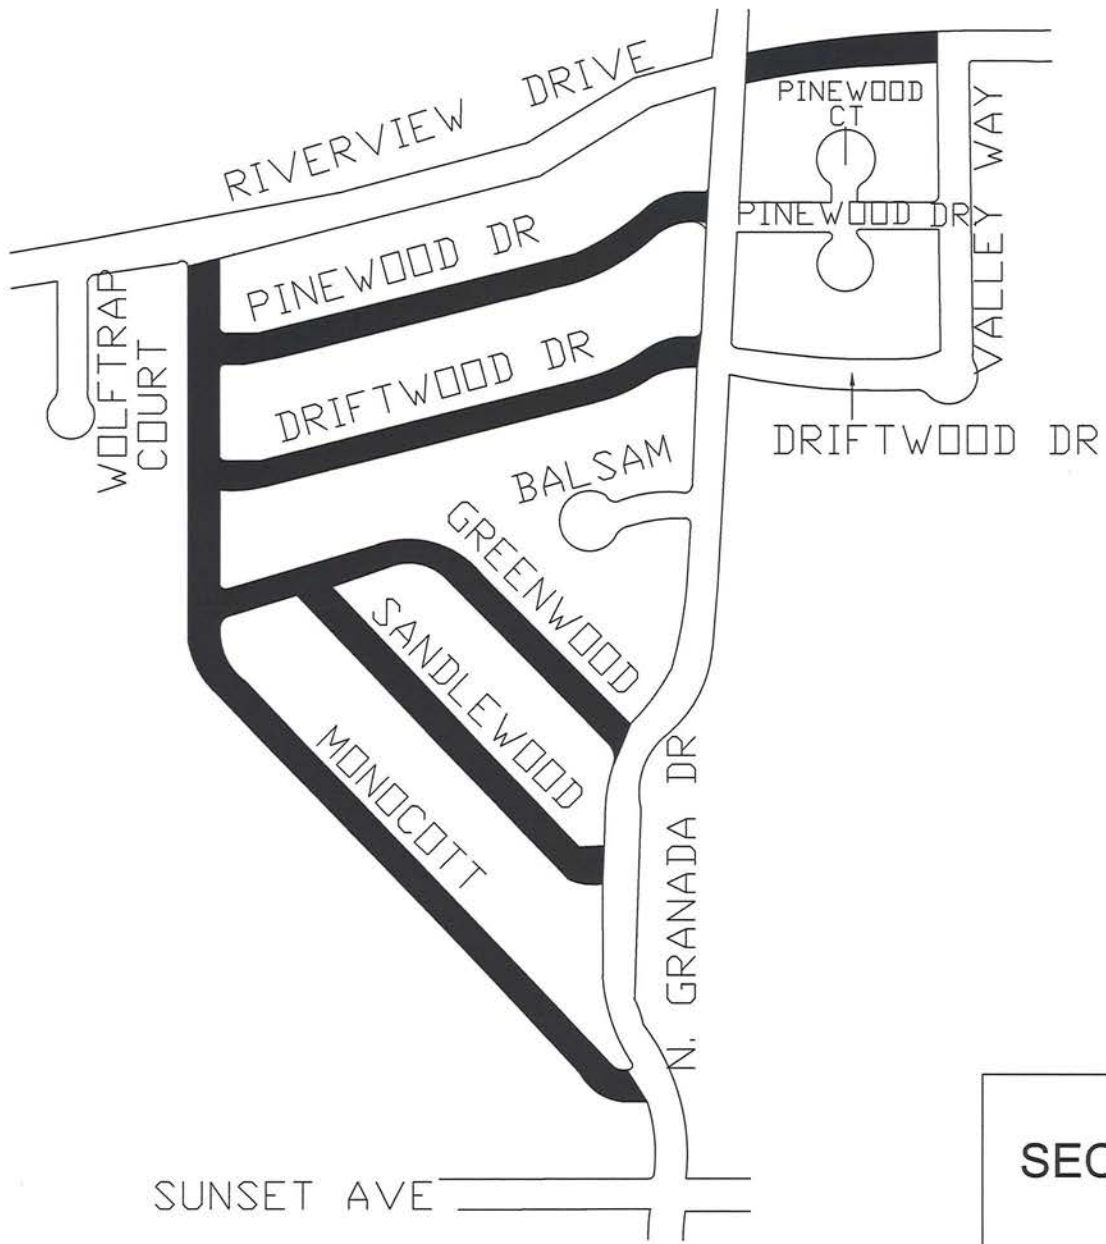 RIVERVIEW DRIVE
PINEWOOD
CT
PINEWOOD DR
PINEWOOD DR
VALLEY WAY
WOLFTRAP
COURT
DRIFTWOOD DR
DRIFTWOOD DR
BALSAM
GREENWOOD
SANDLEWOOD
MONOCOTT
N. GRANADA DR
SUNSET AVE